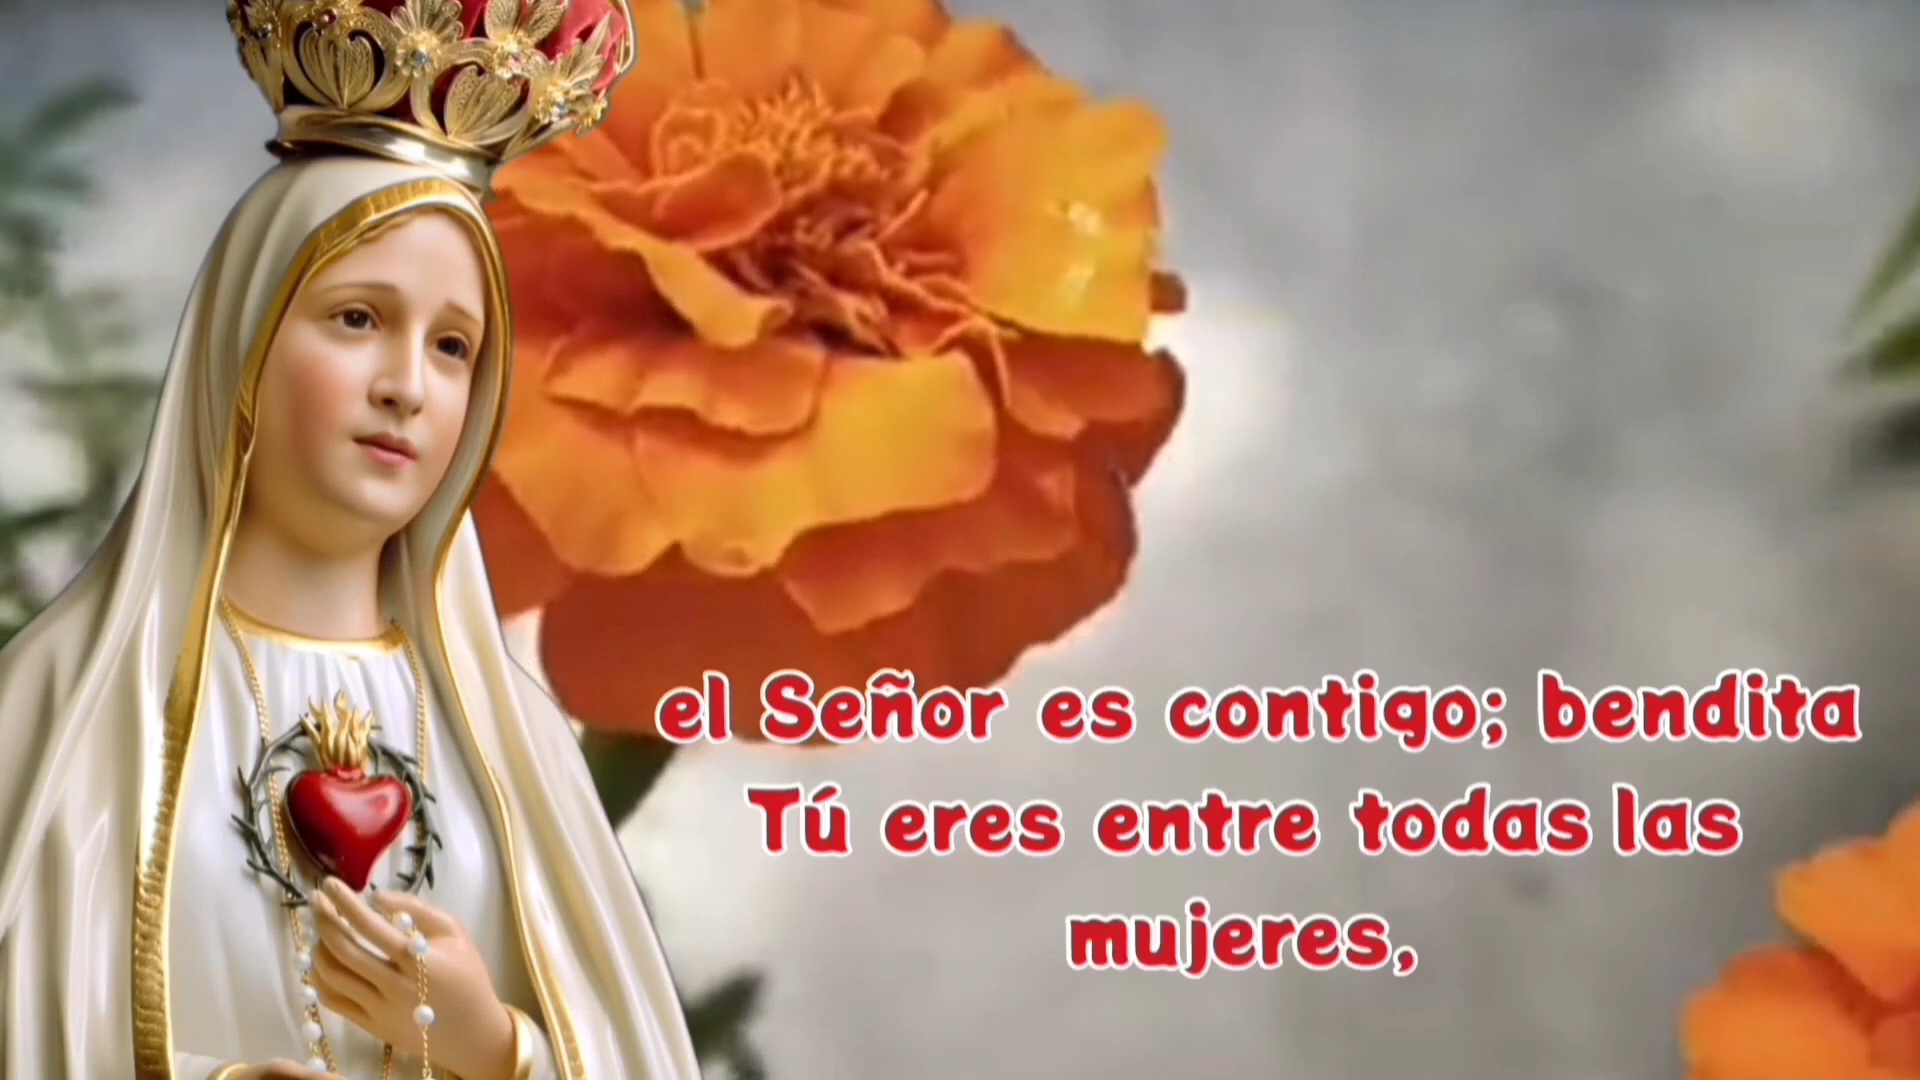 el Señor es contigo; bendita
Tú eres entre todas las
mujeres,